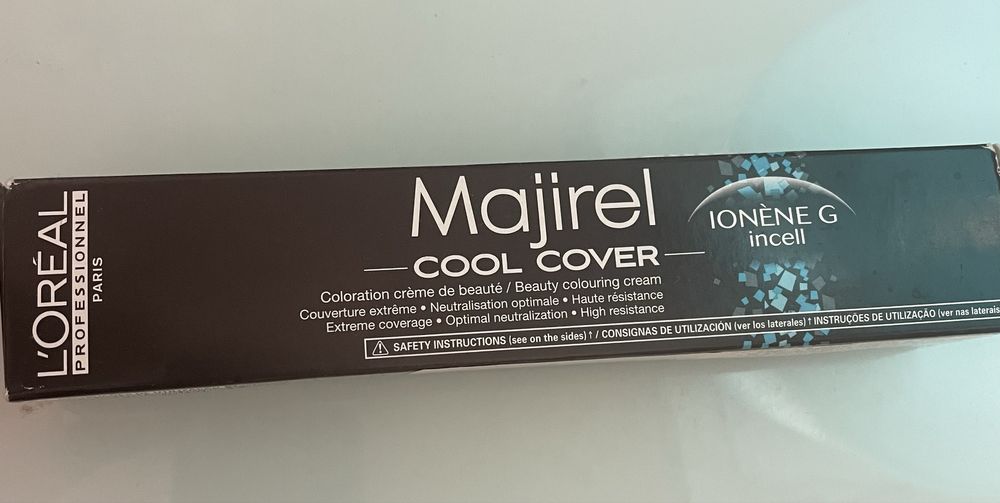 L'ORÉAL
PROFESSIONNEL
PARIS
Majirel
COOL COVER
Coloration crème de beauté / Beauty colouring cream
Couverture extrême • Neutralisation optimale • Haute résistance
Extreme coverage • Optimal neutralization • High resistance
SAFETY INSTRUCTIONS (see on the sides) ↑ / CONSIGNAS DE UTILIZACIÓN (ver los laterales) ↑ INSTRUÇÕES DE UTILIZAÇÃO (ver nas laterais
IONÈNE G
incell